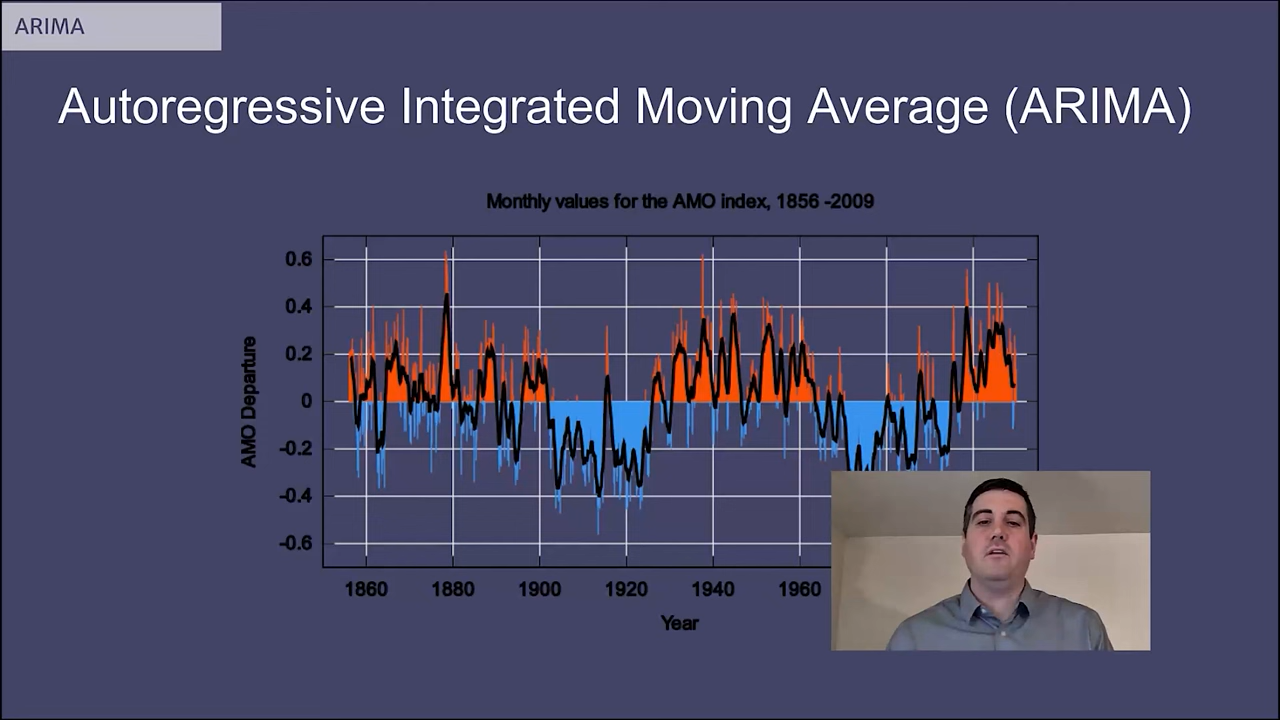 ARIMA
Autoregressive Integrated Moving Average (ARIMA)
Monthly values for the AMO index, 1856 -2009
0.6
0.4
0.2
0
-0.2
-0.4
-0.6
AMO Departure
1860 1880 1900 1920 1940 1960
Year